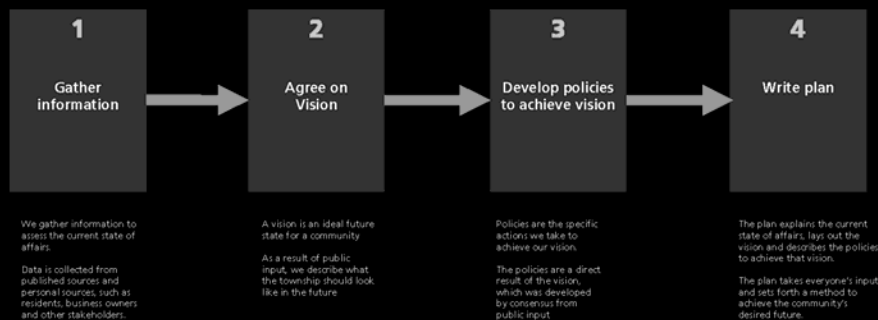 1
Gather
information
2
Agree on
Vision
3
Develop policies
to achieve vision
4
Write plan
We gather information to
assess the current state of
affairs.
Data is collected from
published sources and
personal sources, such as
residents, business owners
and other stakeholders.
A vision is an ideal future
state for a community
As a result of public
input, we describe what
the township should look
like in the future
Policies are the specific
actions we take to
achieve our vision.
The policies are a direct
result of the vision,
which was developed
by consensus from
public input
The plan explains the current
state of affairs, lays out the
vision and describes the policies
to achieve that vision.
The plan takes everyone's input
and sets forth a method to
achieve the community's
desired future.